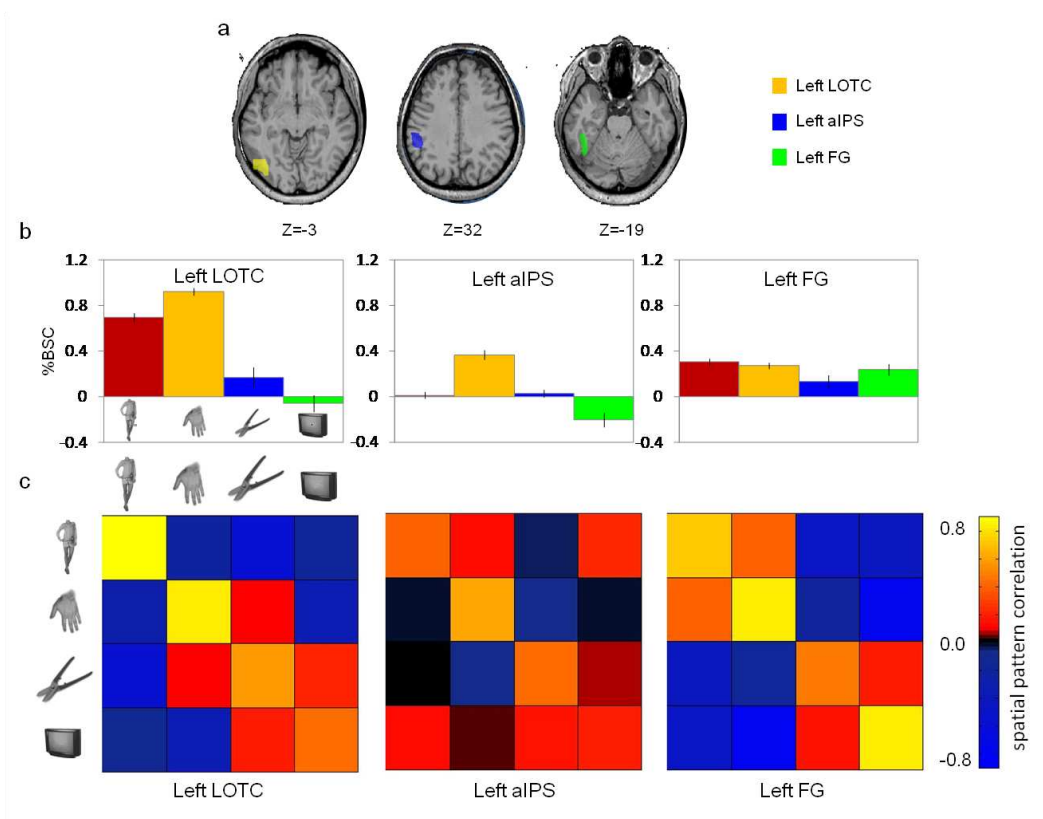 a
Left LOTC
Left aIPS
Left FG
Z=-3
Z=32
Z=-19
b
%BSC
1.2
0.8
0.4
0
-0.4
Left LOTC
1.2
0.8
0.4
0
-0.4
Left aIPS
1.2
0.8
0.4
0
-0.4
Left FG
c
0.8
0.0
-0.8
spatial pattern correlation
Left LOTC
Left aIPS
Left FG